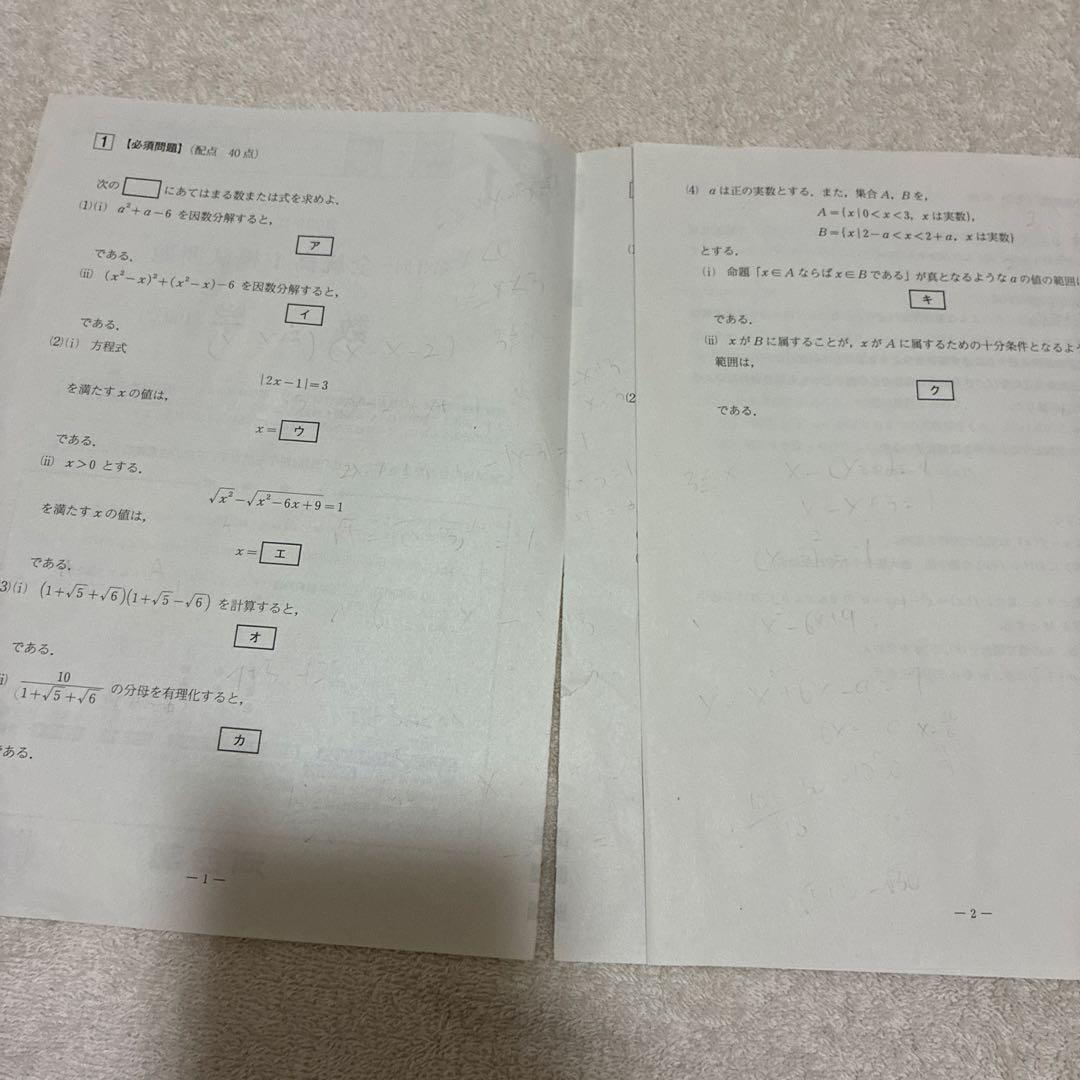 1 【必須問題】(配点 40点)
次の□にあてはまる数または式を求めよ.
(1)(i) a²+a−6 を因数分解すると,
ア
である.
(ii) (x²−x)²+(x²−x)−6 を因数分解すると,
イ
である.
(2)(i) 方程式
|2x−1|=3
を満たす x の値は,
x= ウ
である.
(ii) x>0 とする.
√x²−√x²−6x+9=1
を満たす x の値は,
x= エ
である.
3)(i) (1+√5+√6)(1+√5−√6) を計算すると,
オ
である.
i) 10/(1+√5+√6) の分母を有理化すると,
カ
である.
— 1 —
(4) a は正の実数とする.また,集合 A, B を,
A={x|0<x<3, x は実数},
B={x|2−a<x<2+a, x は実数}
とする.
(i) 命題「x∈A ならば x∈B である」が真となるような a の値の範囲は
キ
である.
(ii) x が B に属することが,x が A に属するための十分条件となるよう
範囲は,
ク
である.
— 2 —